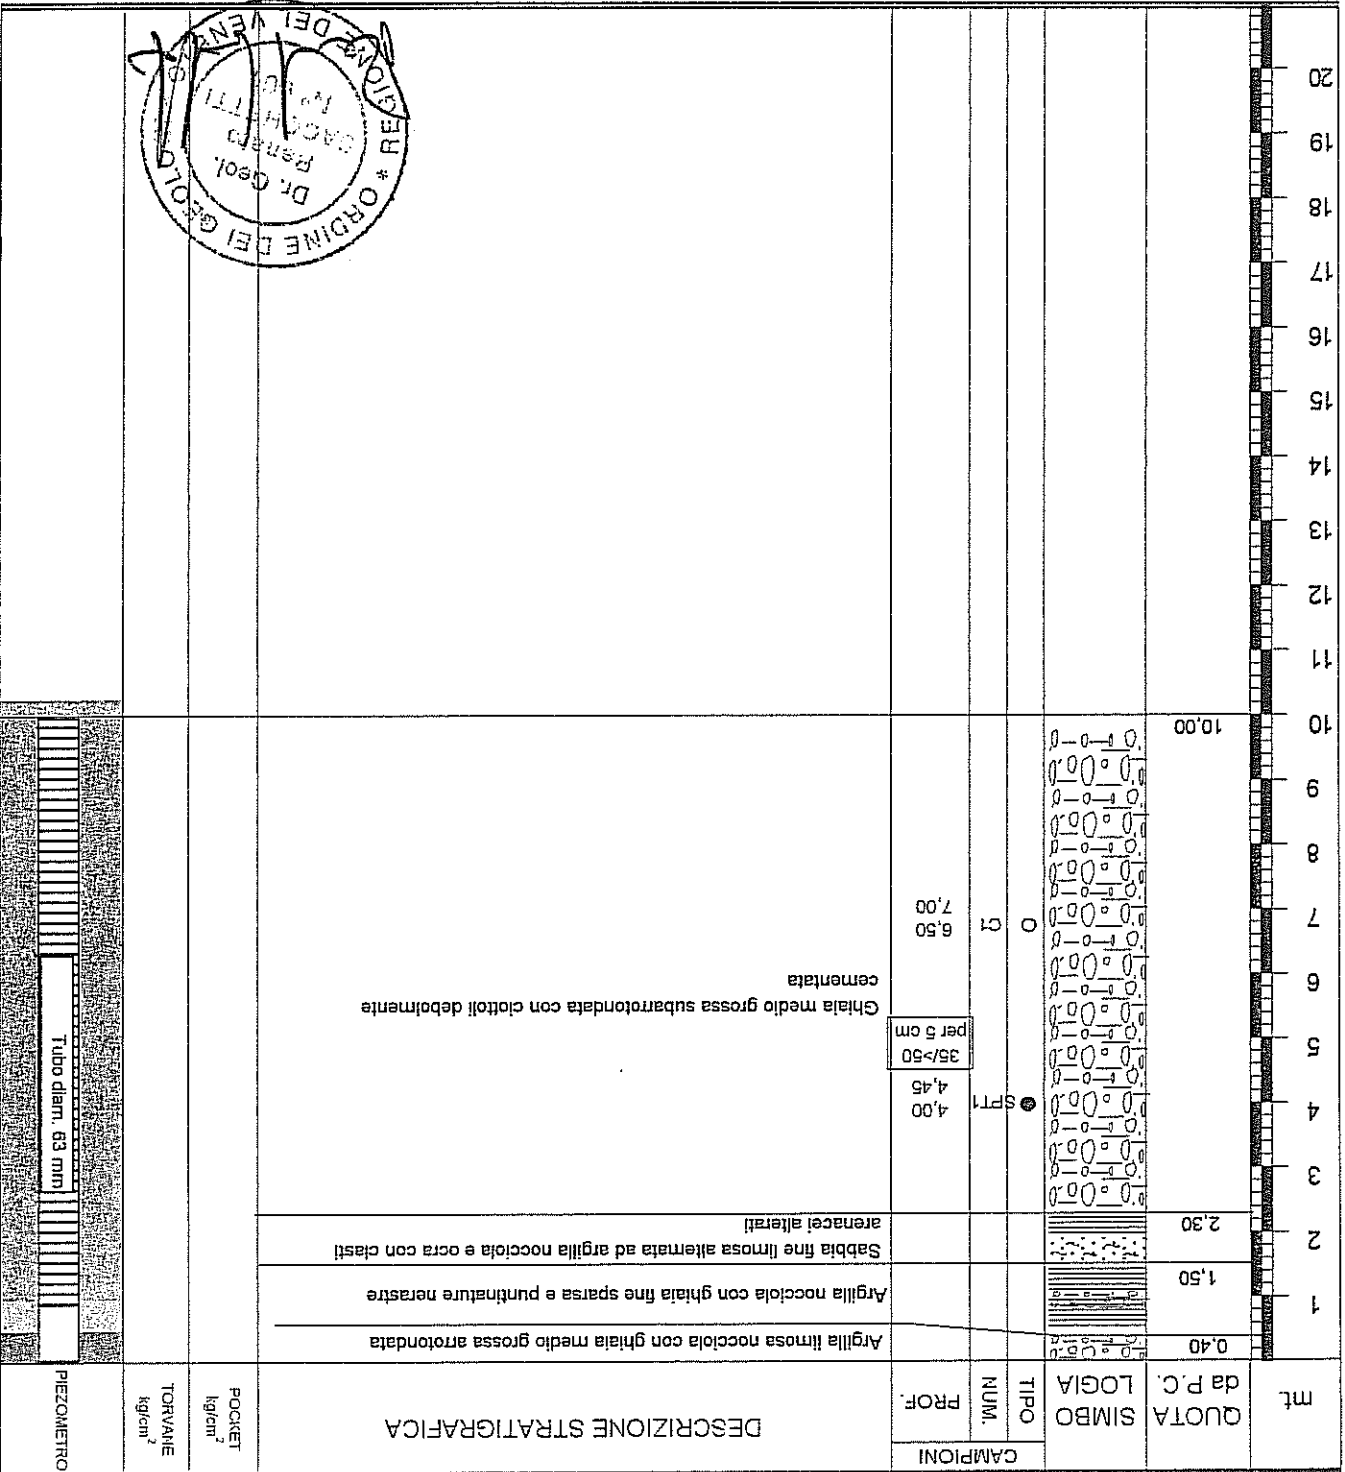 mt.
QUOTA
da P.C.
SIMBO
LOGIA
CAMPIONI
TIPO
NUM.
PROF.
DESCRIZIONE STRATIGRAFICA
POCKET
kg/cm²
TORVANE
kg/cm²
PIEZOMETRO
0,40
Argilla limosa nocciola con ghiaia medio grossa arrotondata
1
Argilla nocciola con ghiaia fine sparsa e puntinature nerastre
1,50
2
Sabbia fine limosa alternata ad argilla nocciola e ocra con clasti
arenacei alterati
2,30
3
4
SPT1
4,00
4,45
35/>50
per 5 cm
5
Ghiaia medio grossa subarrotondata con ciottoli debolmente
cementata
6
7
C1
6,50
7,00
8
9
10
10,00
Tubo diam. 63 mm
11
12
13
14
15
16
17
18
19
20
* ORDINE DEI GEOLO
REGIONE DEI VEN
Dr. Geol.
Renato